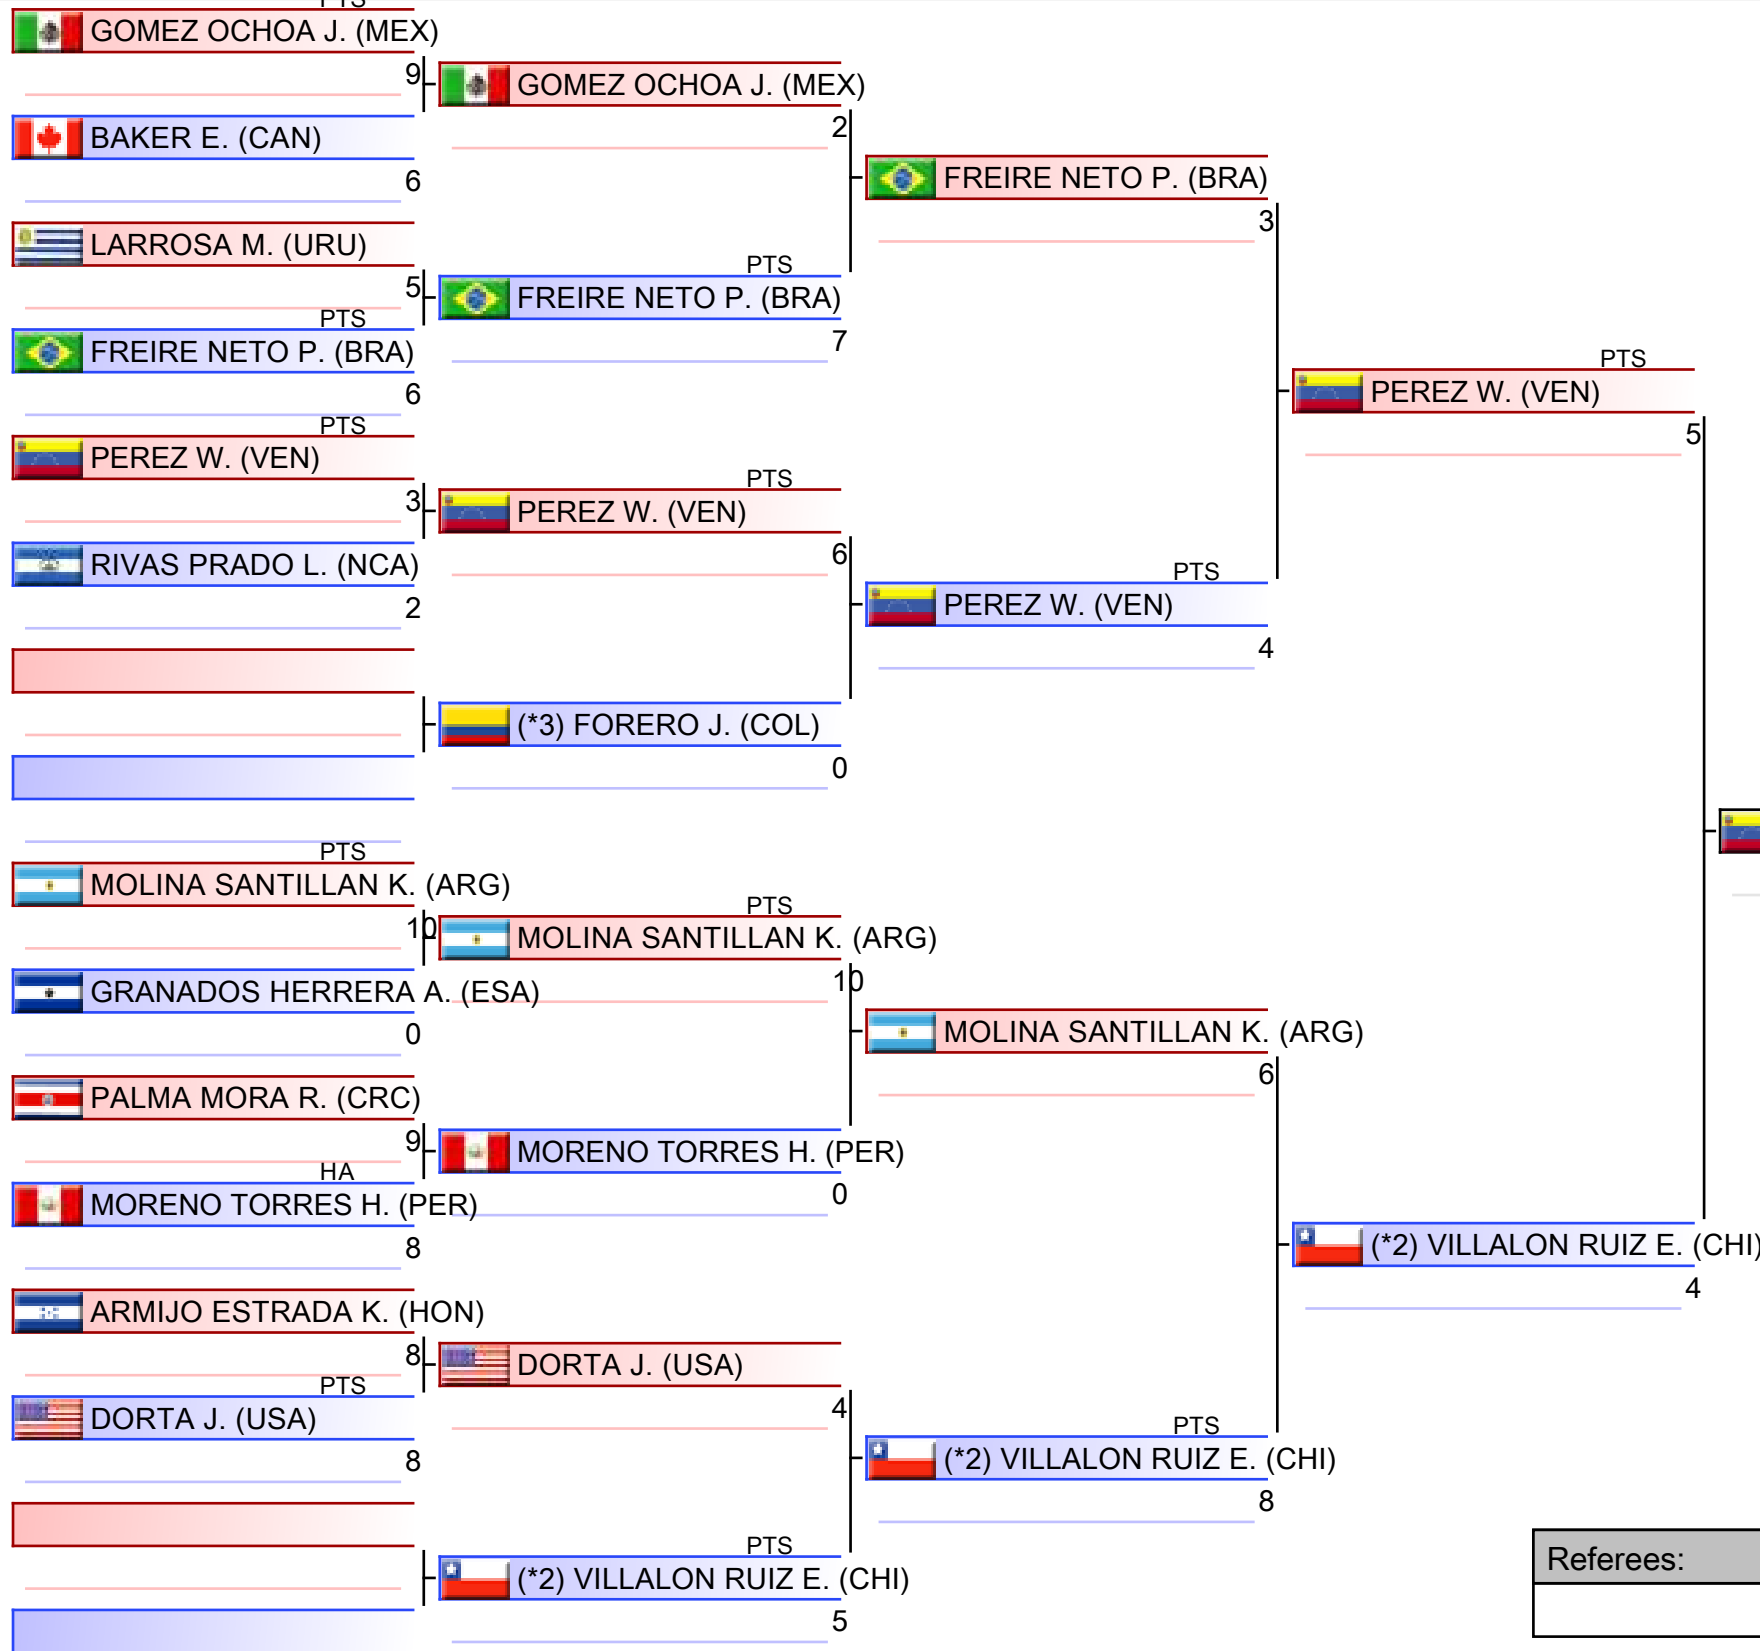 PTS
GOMEZ OCHOA J. (MEX)
9
BAKER E. (CAN)
6
LARROSA M. (URU)
5
PTS
FREIRE NETO P. (BRA)
6
PTS
PEREZ W. (VEN)
3
RIVAS PRADO L. (NCA)
2
PTS
MOLINA SANTILLAN K. (ARG)
10
GRANADOS HERRERA A. (ESA)
0
PALMA MORA R. (CRC)
9
HA
MORENO TORRES H. (PER)
8
ARMIJO ESTRADA K. (HON)
8
PTS
DORTA J. (USA)
8
GOMEZ OCHOA J. (MEX)
2
PTS
FREIRE NETO P. (BRA)
7
PTS
PEREZ W. (VEN)
6
(*3) FORERO J. (COL)
0
PTS
MOLINA SANTILLAN K. (ARG)
10
MORENO TORRES H. (PER)
0
DORTA J. (USA)
4
PTS
(*2) VILLALON RUIZ E. (CHI)
5
FREIRE NETO P. (BRA)
3
PTS
PEREZ W. (VEN)
4
MOLINA SANTILLAN K. (ARG)
6
PTS
(*2) VILLALON RUIZ E. (CHI)
8
PTS
PEREZ W. (VEN)
5
(*2) VILLALON RUIZ E. (CHI)
4
Referees: